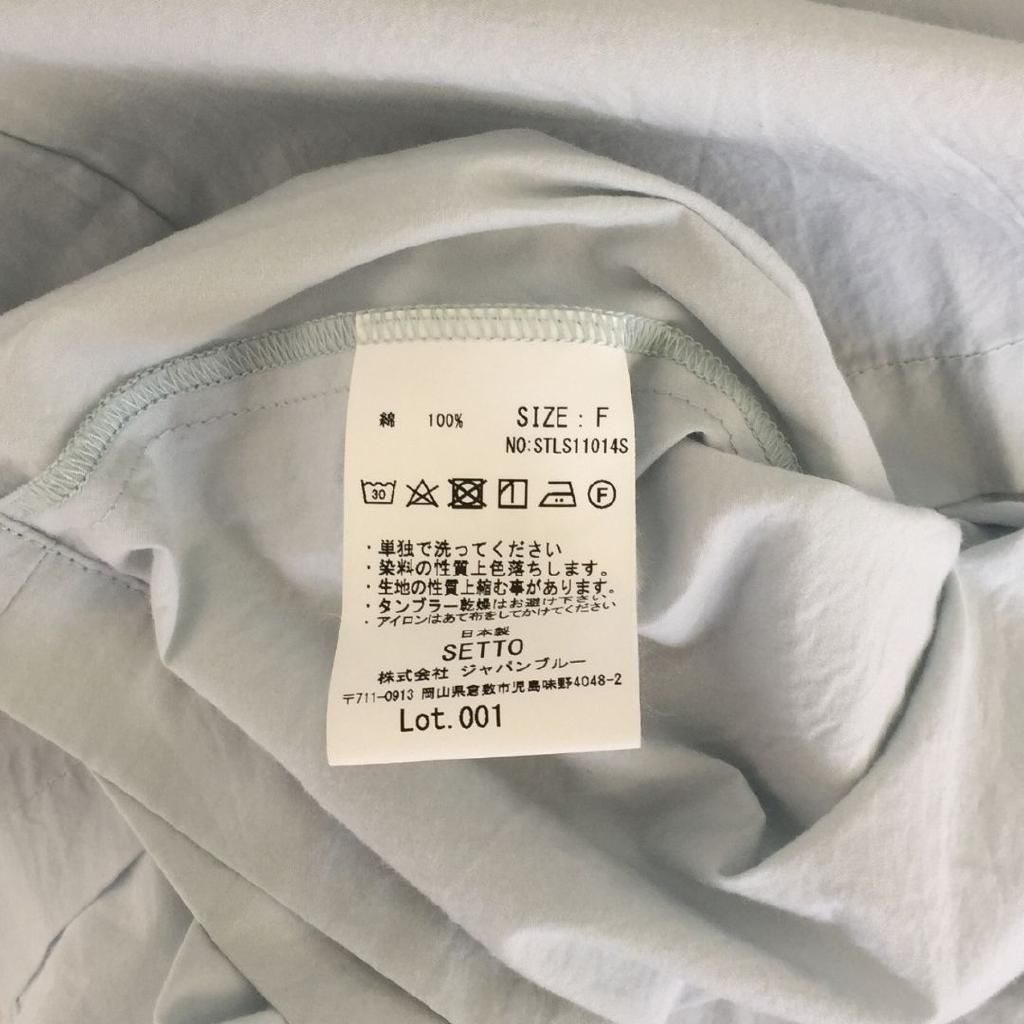 綿 100% SIZE : F
NO:STLS11014S
30 F
・単独で洗ってください
・染料の性質上色落ちします。
・生地の性質上縮む事があります。
・タンブラー乾燥はお避け下さい
・アイロンはあて布をしてかけてください
日本製
SETTO
株式会社 ジャパンブルー
〒711-0913 岡山県倉敷市児島味野4048-2
Lot.001